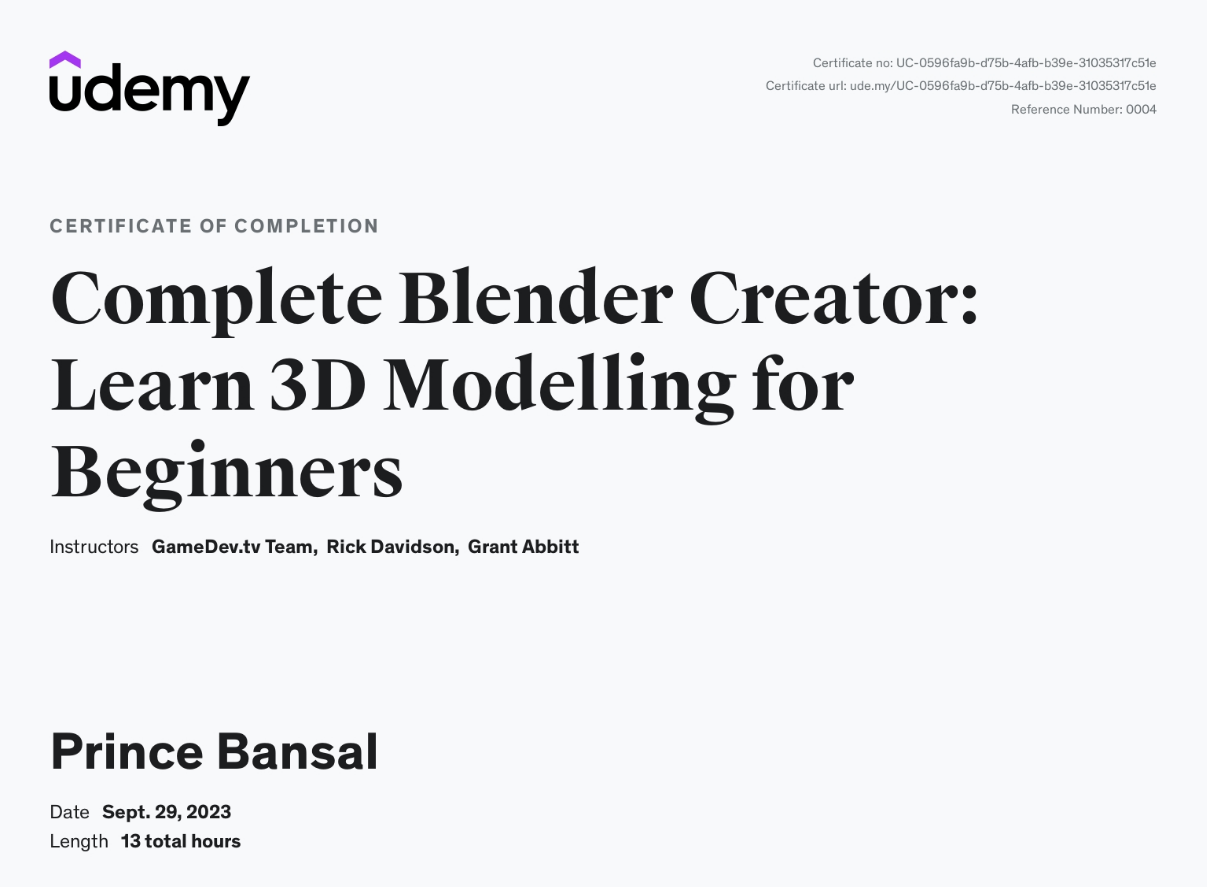 udemy
Certificate no: UC-0596fa9b-d75b-4afb-b39e-31035317c51e
Certificate url: ude.my/UC-0596fa9b-d75b-4afb-b39e-31035317c51e
Reference Number: 0004
CERTIFICATE OF COMPLETION
Complete Blender Creator:
Learn 3D Modelling for
Beginners
Instructors GameDev.tv Team, Rick Davidson, Grant Abbitt
Prince Bansal
Date Sept. 29, 2023
Length 13 total hours